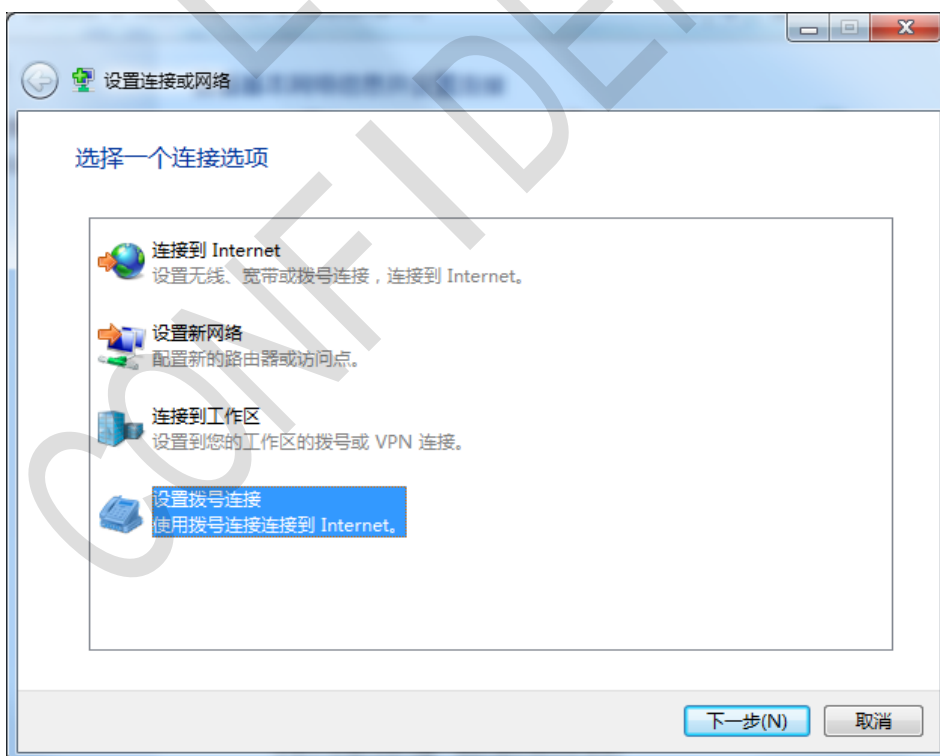 设置连接或网络
选择一个连接选项
连接到 Internet
设置无线、宽带或拨号连接，连接到 Internet。
设置新网络
配置新的路由器或访问点。
连接到工作区
设置到您的工作区的拨号或 VPN 连接。
设置拨号连接
使用拨号连接连接到 Internet。
下一步(N)
取消
CONFIDE